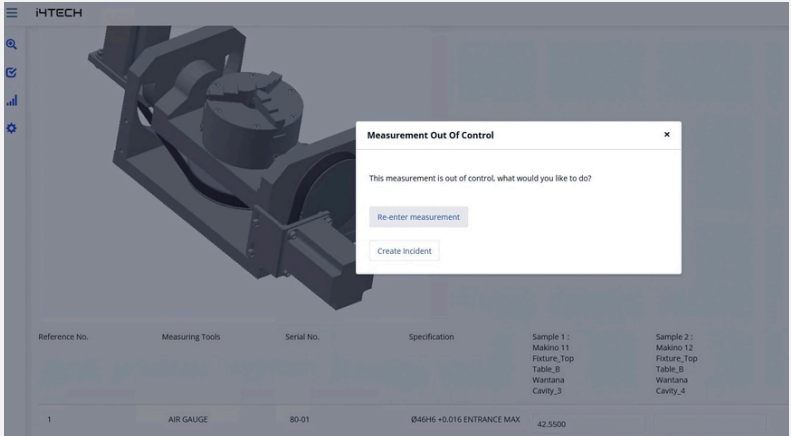 i4TECH
Measurement Out Of Control ×
This measurement is out of control, what would you like to do?
Re-enter measurement
Create Incident
Reference No. Measuring Tools Serial No. Specification Sample 1 : Sample 2 :
Makino 11 Makino 12
Fixture_Top Fixture_Top
Table_B Table_B
Wantana Wantana
Cavity_3 Cavity_4
1 AIR GAUGE 80-01 Ø46H6 +0.016 ENTRANCE MAX 42.5500